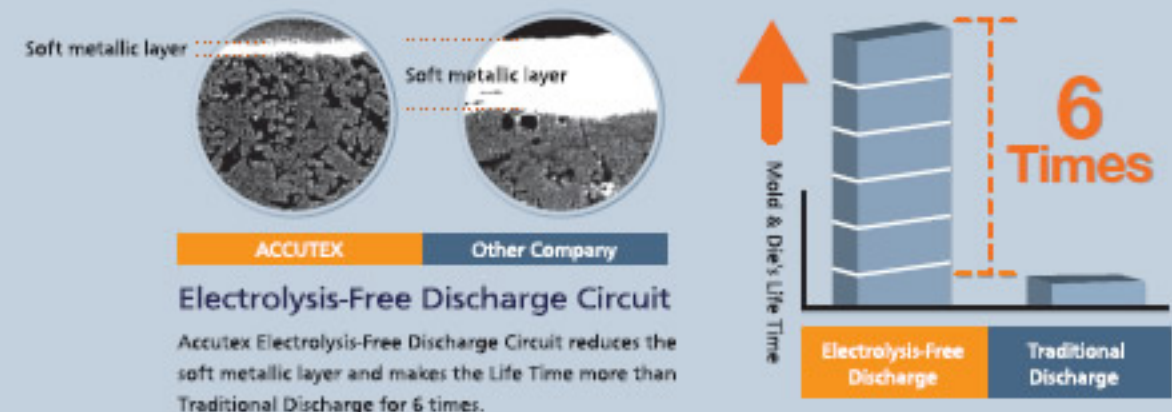 Soft metallic layer
Soft metallic layer
ACCUTEX
Other Company
Electrolysis-Free Discharge Circuit
Accutex Electrolysis-Free Discharge Circuit reduces the
soft metallic layer and makes the Life Time more than
Traditional Discharge for 6 times.
Mold & Die's Life Time
6
Times
Electrolysis-Free
Discharge
Traditional
Discharge